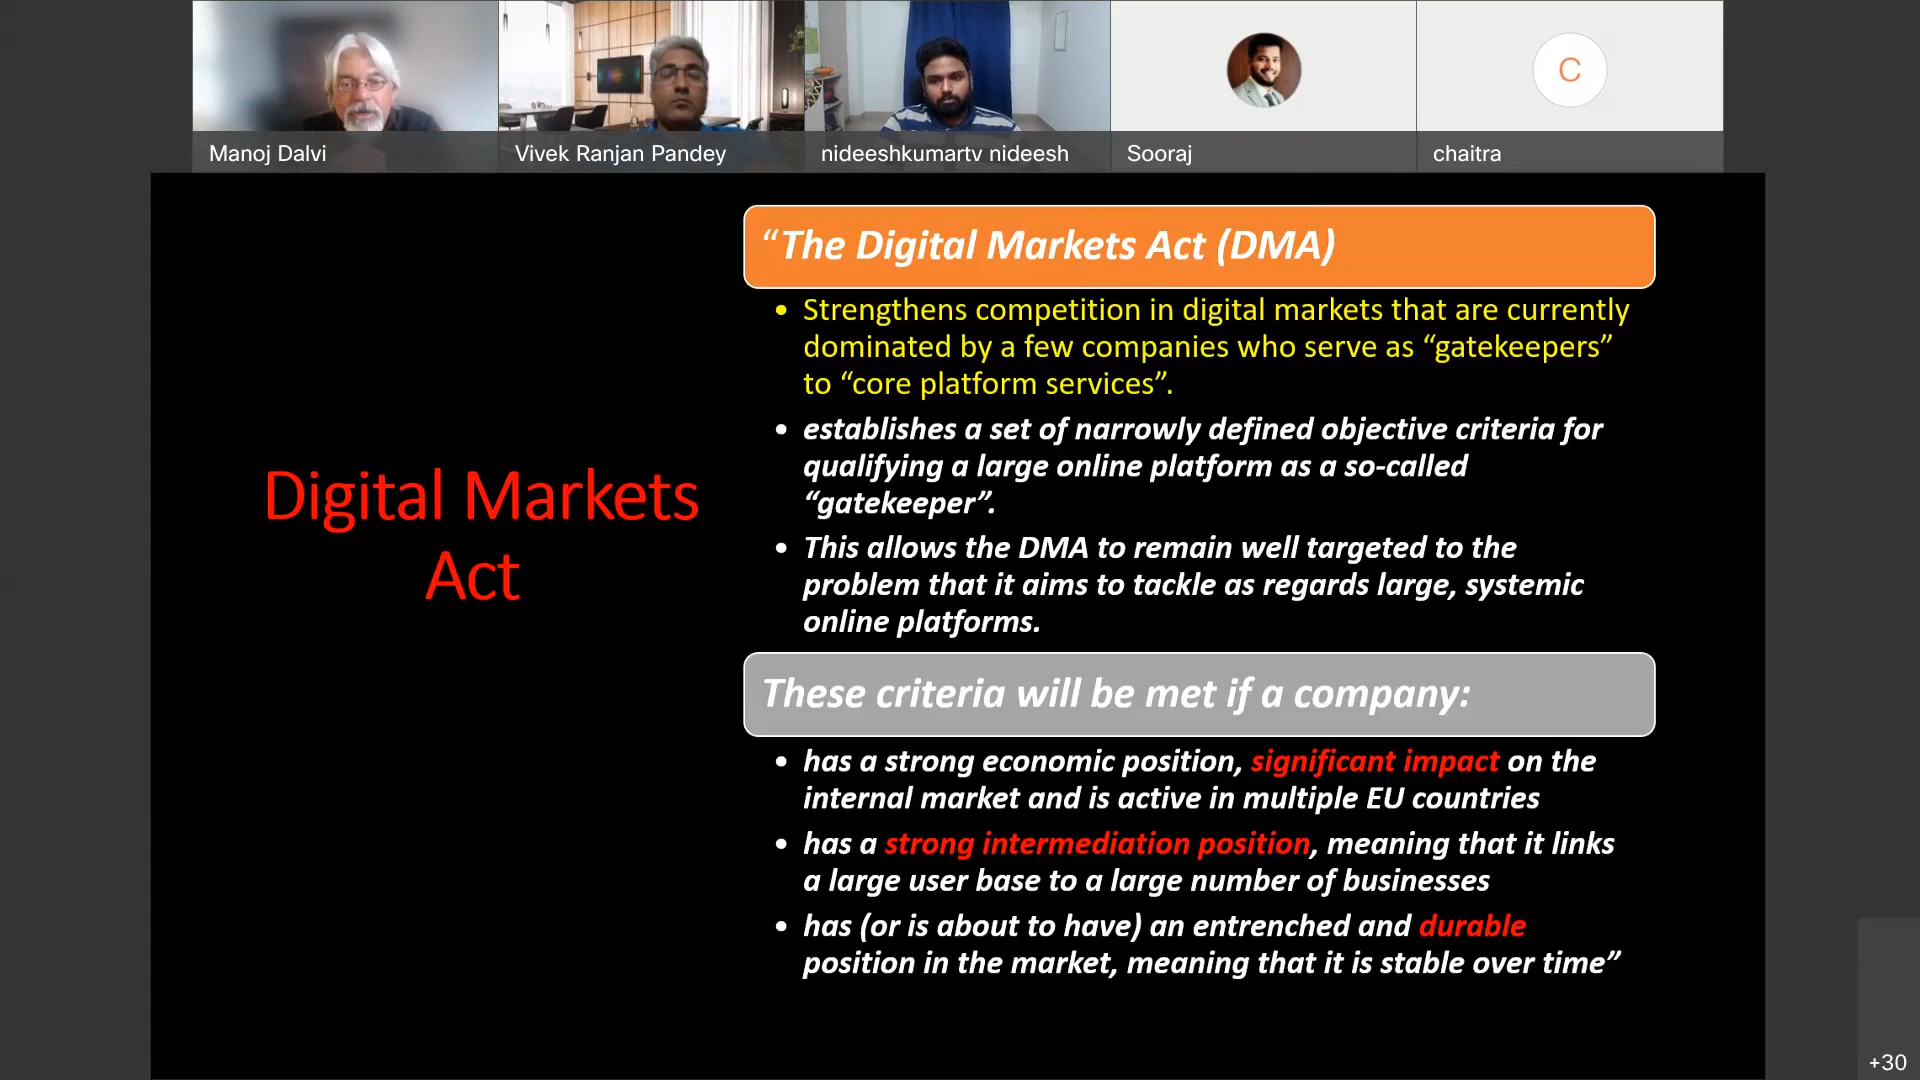 Manoj Dalvi
Vivek Ranjan Pandey
nideeshkumartv nideesh
Sooraj
C
chaitra
Digital Markets
Act
“The Digital Markets Act (DMA)
• Strengthens competition in digital markets that are currently
dominated by a few companies who serve as “gatekeepers”
to “core platform services”.
• establishes a set of narrowly defined objective criteria for
qualifying a large online platform as a so-called
“gatekeeper”.
• This allows the DMA to remain well targeted to the
problem that it aims to tackle as regards large, systemic
online platforms.
These criteria will be met if a company:
• has a strong economic position, significant impact on the
internal market and is active in multiple EU countries
• has a strong intermediation position, meaning that it links
a large user base to a large number of businesses
• has (or is about to have) an entrenched and durable
position in the market, meaning that it is stable over time”
+30